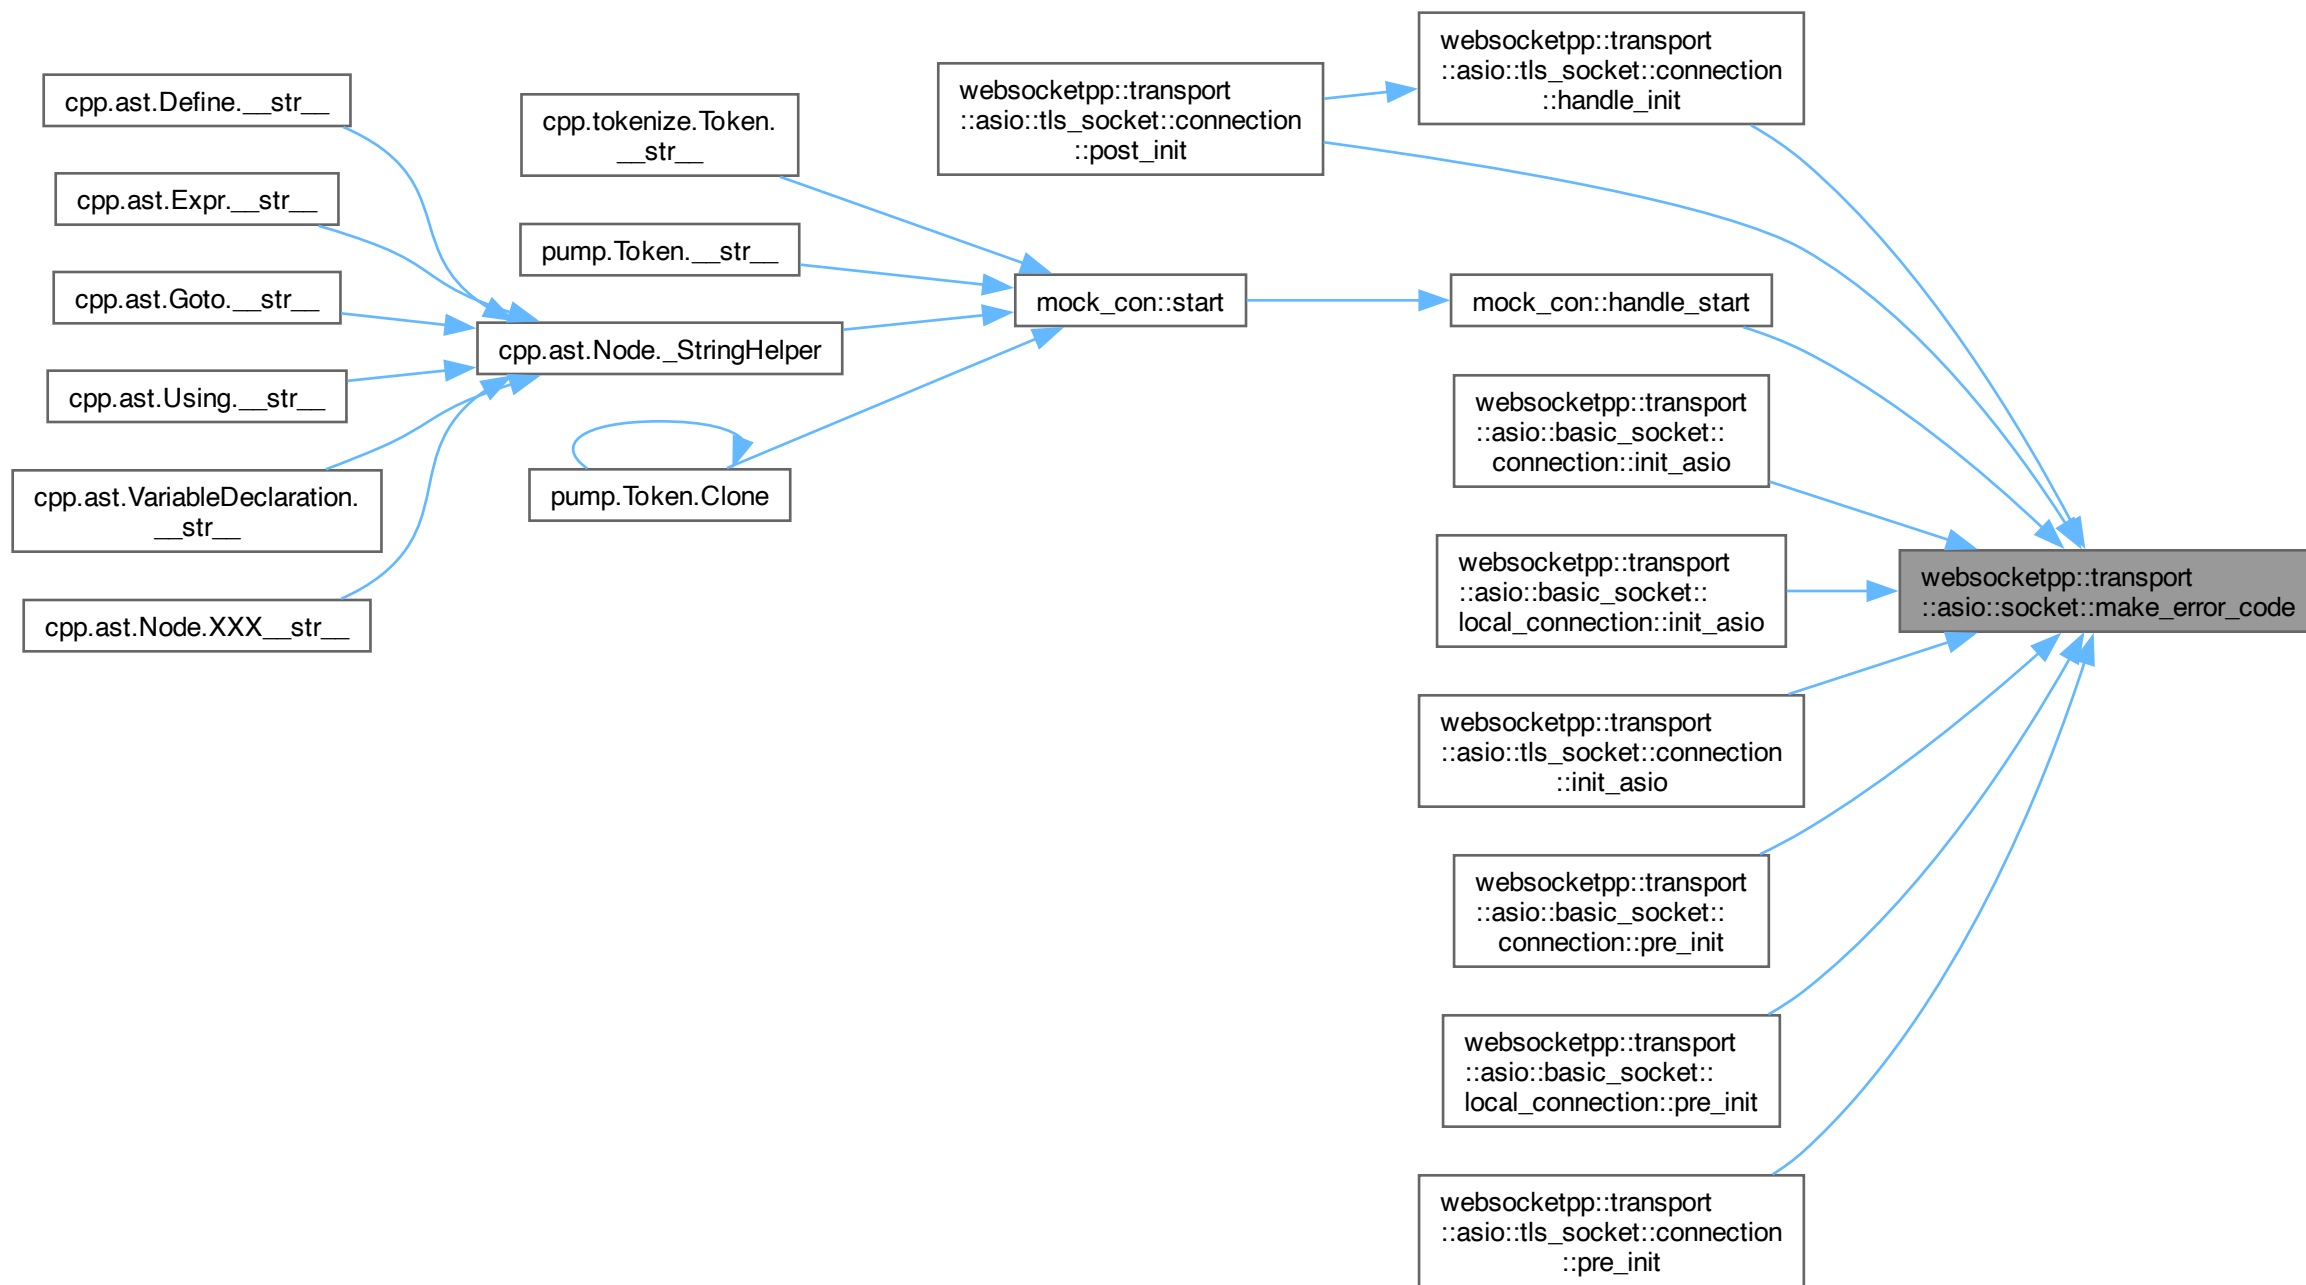 cpp.ast.Define.__str__
cpp.ast.Expr.__str__
cpp.ast.Goto.__str__
cpp.ast.Using.__str__
cpp.ast.VariableDeclaration.
__str__
cpp.ast.Node.XXX__str__
cpp.ast.Node._StringHelper
cpp.tokenize.Token.
__str__
pump.Token.__str__
pump.Token.Clone
mock_con::start
websocketpp::transport
::asio::tls_socket::connection
::post_init
websocketpp::transport
::asio::tls_socket::connection
::handle_init
mock_con::handle_start
websocketpp::transport
::asio::basic_socket::
connection::init_asio
websocketpp::transport
::asio::basic_socket::
local_connection::init_asio
websocketpp::transport
::asio::tls_socket::connection
::init_asio
websocketpp::transport
::asio::basic_socket::
connection::pre_init
websocketpp::transport
::asio::basic_socket::
local_connection::pre_init
websocketpp::transport
::asio::tls_socket::connection
::pre_init
websocketpp::transport
::asio::socket::make_error_code